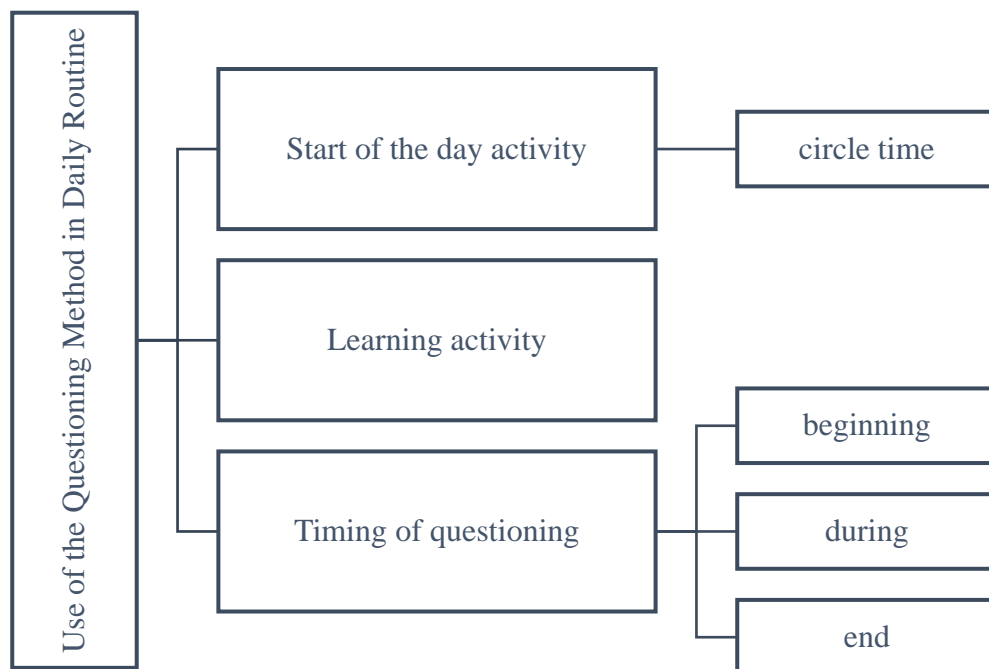 Use of the Questioning Method in Daily Routine
Start of the day activity
circle time
Learning activity
Timing of questioning
beginning
during
end